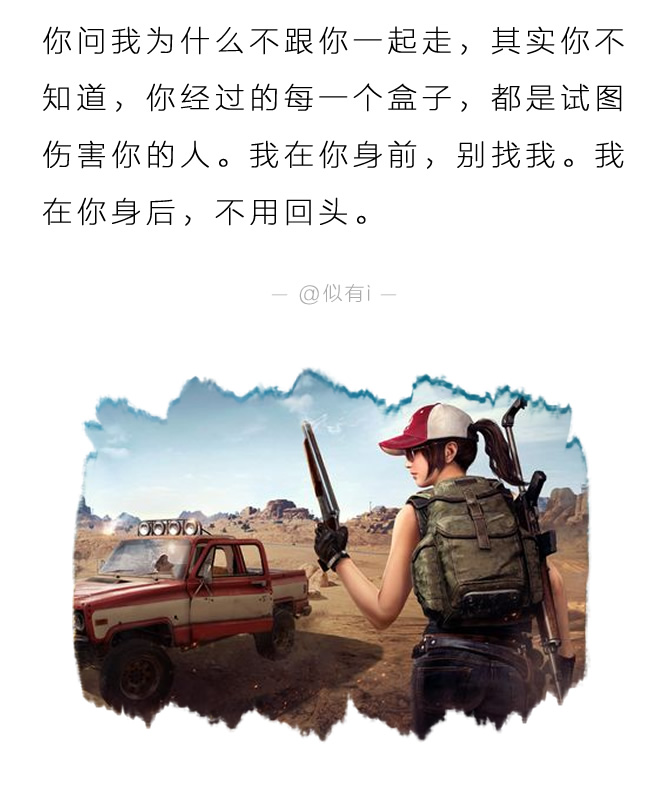 你问我为什么不跟你一起走，其实你不
知道，你经过的每一个盒子，都是试图
伤害你的人。我在你身前，别找我。我
在你身后，不用回头。
— @似有i —